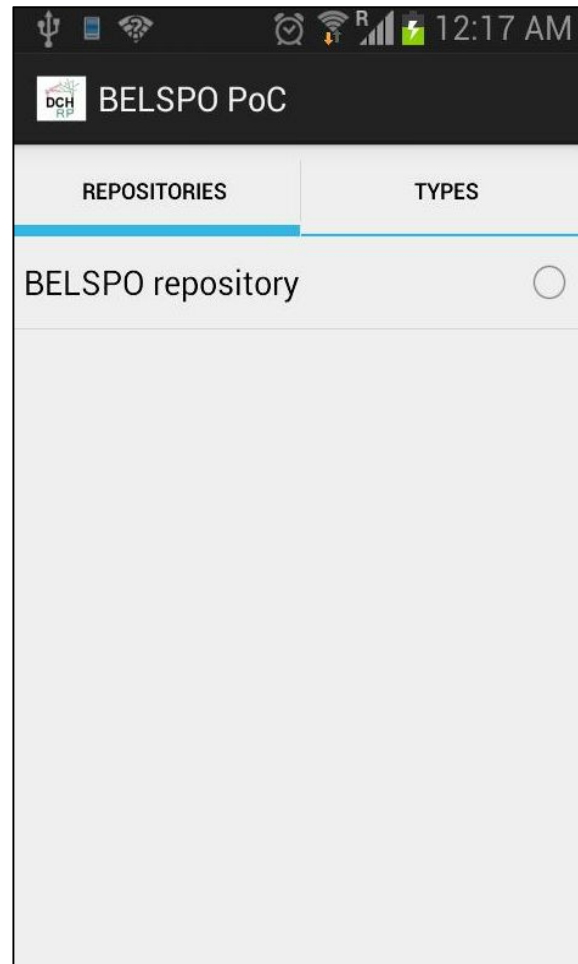 R
12:17 AM
DCH
RP
BELSPO PoC
REPOSITORIES
TYPES
BELSPO repository